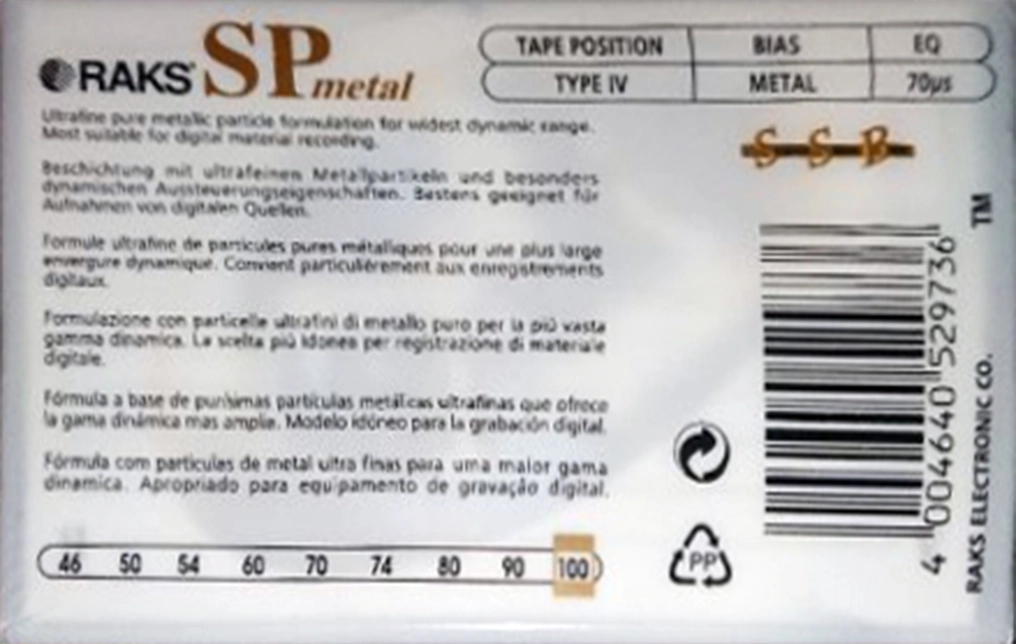 RAKS SP metal
TAPE POSITION BIAS EQ
TYPE IV METAL 70µs
Ultrafine pure metallic particle formulation for widest dynamic range.
Most suitable for digital material recording.
S S B
Beschichtung mit ultrafeinen Metallpartikeln und besonders
dynamischen Aussteuerungseigenschaften. Bestens geeignet für
Aufnahmen von digitalen Quellen.
Formule ultrafine de particules pures métalliques pour une plus large
envergure dynamique. Convient particulièrement aux enregistrements
digitaux.
Formulazione con particelle ultrafini di metallo puro per la più vasta
gamma dinamica. La scelta più idonea per registrazione di materiale
digitale.
Fórmula a base de purísimas partículas metálicas ultrafinas que ofrece
la gama dinámica mas amplia. Modelo idóneo para la grabación digital.
Fórmula com particulas de metal ultra finas para uma maior gama
dinamica. Apropriado para equipamento de gravação digital.
46 50 54 60 70 74 80 90 100
PP
4 004640 529736
RAKS ELECTRONIC CO. TM